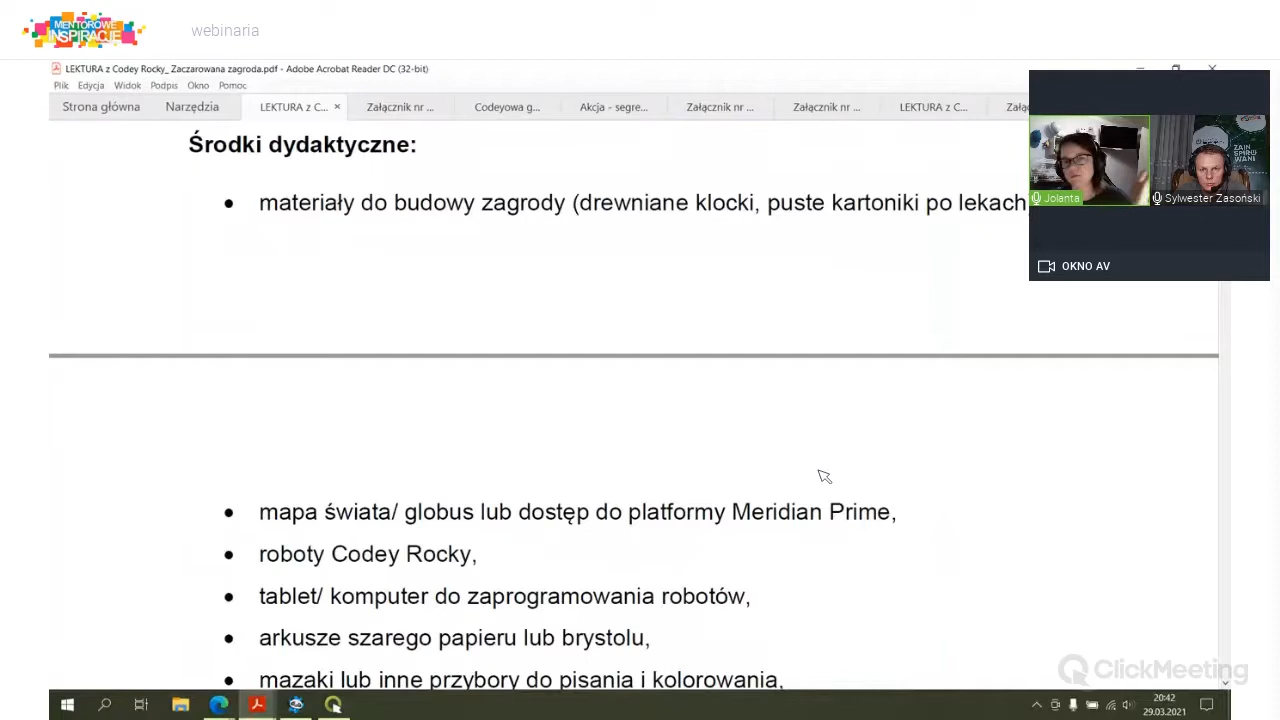 MENTOROWE
INSPIRACJE
webinaria
LEKTURA z Codey Rocky_ Zaczarowana zagroda.pdf - Adobe Acrobat Reader DC (32-bit)
Plik Edycja Widok Podpis Okno Pomoc
Strona główna Narzędzia LEKTURA z C... × Załącznik nr ... Codeyowa g... Akcja - segre... Załącznik nr ... Załącznik nr ... LEKTURA z C... Załą
Środki dydaktyczne:
• materiały do budowy zagrody (drewniane klocki, puste kartoniki po lekach,
ZAIN
SPIRU
WANI
Jolanta
Sylwester Zasoński
OKNO AV
• mapa świata/ globus lub dostęp do platformy Meridian Prime,
• roboty Codey Rocky,
• tablet/ komputer do zaprogramowania robotów,
• arkusze szarego papieru lub brystolu,
• mazaki lub inne przybory do pisania i kolorowania,
ClickMeeting
20:42
29.03.2021